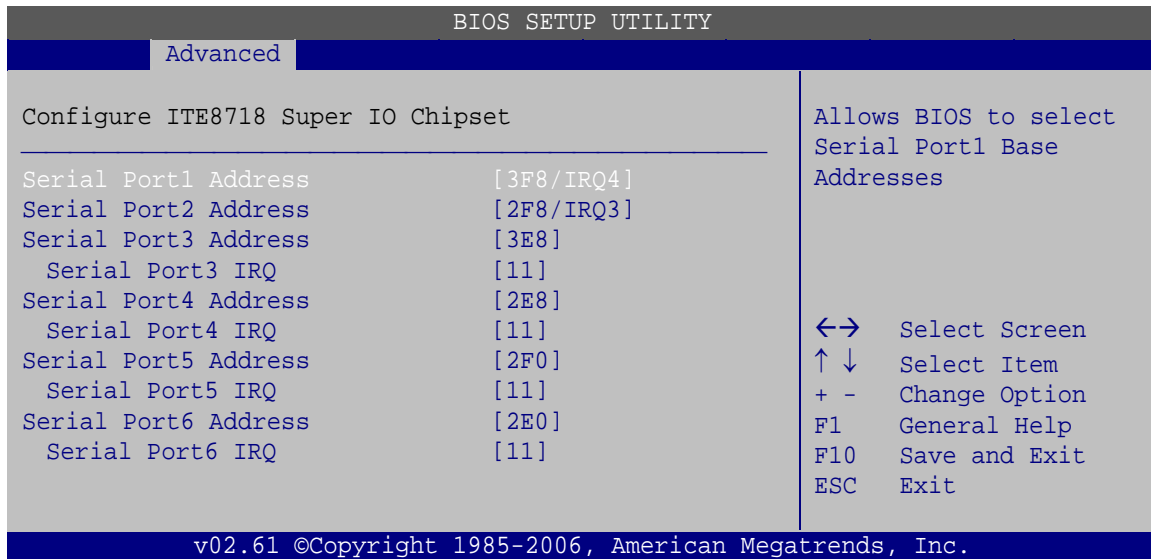 BIOS SETUP UTILITY
Advanced
Configure ITE8718 Super IO Chipset
Serial Port1 Address [3F8/IRQ4]
Serial Port2 Address [2F8/IRQ3]
Serial Port3 Address [3E8]
Serial Port3 IRQ [11]
Serial Port4 Address [2E8]
Serial Port4 IRQ [11]
Serial Port5 Address [2F0]
Serial Port5 IRQ [11]
Serial Port6 Address [2E0]
Serial Port6 IRQ [11]
Allows BIOS to select
Serial Port1 Base
Addresses
←→ Select Screen
↑ ↓ Select Item
+ - Change Option
F1 General Help
F10 Save and Exit
ESC Exit
v02.61 ©Copyright 1985-2006, American Megatrends, Inc.